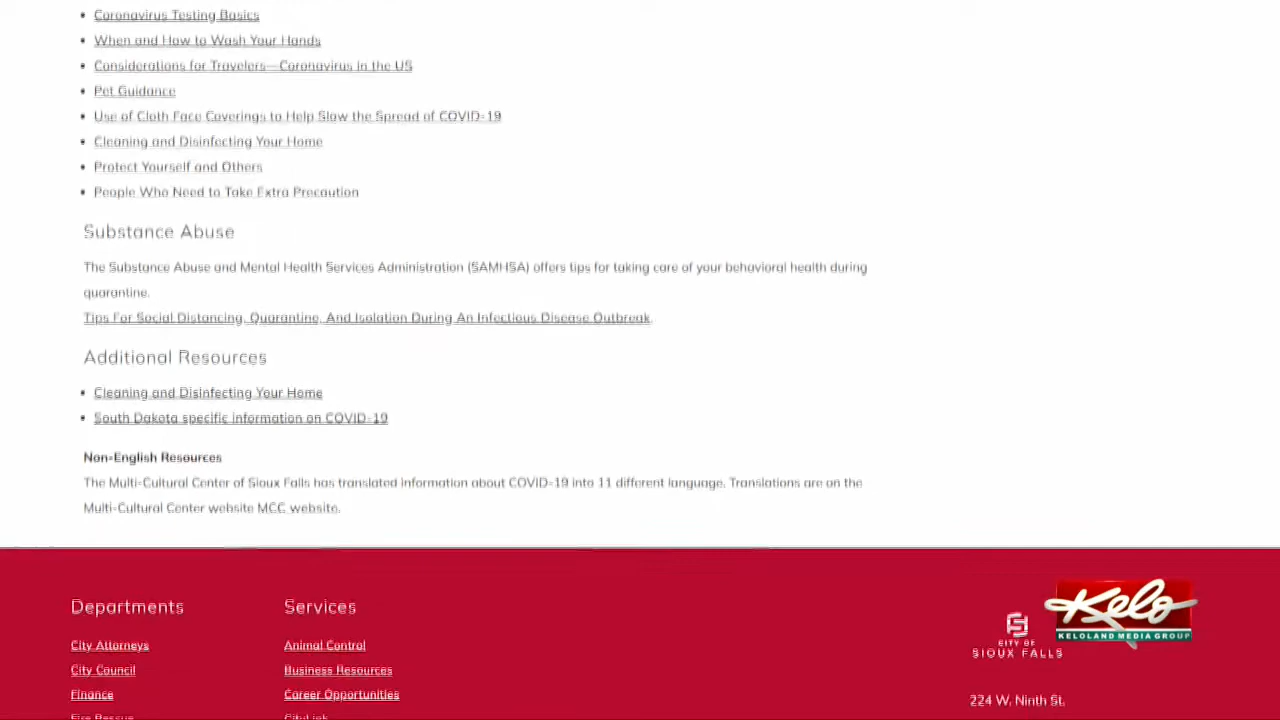 Coronavirus Testing Basics
When and How to Wash Your Hands
Considerations for Travelers—Coronavirus in the US
Pet Guidance
Use of Cloth Face Coverings to Help Slow the Spread of COVID-19
Cleaning and Disinfecting Your Home
Protect Yourself and Others
People Who Need to Take Extra Precaution
Substance Abuse
The Substance Abuse and Mental Health Services Administration (SAMHSA) offers tips for taking care of your behavioral health during
quarantine.
Tips For Social Distancing, Quarantine, And Isolation During An Infectious Disease Outbreak.
Additional Resources
Cleaning and Disinfecting Your Home
South Dakota specific information on COVID-19
Non-English Resources
The Multi-Cultural Center of Sioux Falls has translated information about COVID-19 into 11 different language. Translations are on the
Multi-Cultural Center website MCC website.
Departments
City Attorneys
City Council
Finance
Fire Rescue
Services
Animal Control
Business Resources
Career Opportunities
CityLink
CITY OF
SIOUX FALLS
224 W. Ninth St.
Kelo
KELOLAND MEDIA GROUP